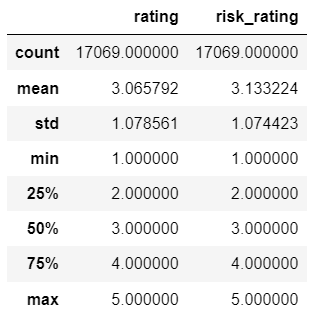 rating risk_rating
count 17069.000000 17069.000000
mean 3.065792 3.133224
std 1.078561 1.074423
min 1.000000 1.000000
25% 2.000000 2.000000
50% 3.000000 3.000000
75% 4.000000 4.000000
max 5.000000 5.000000